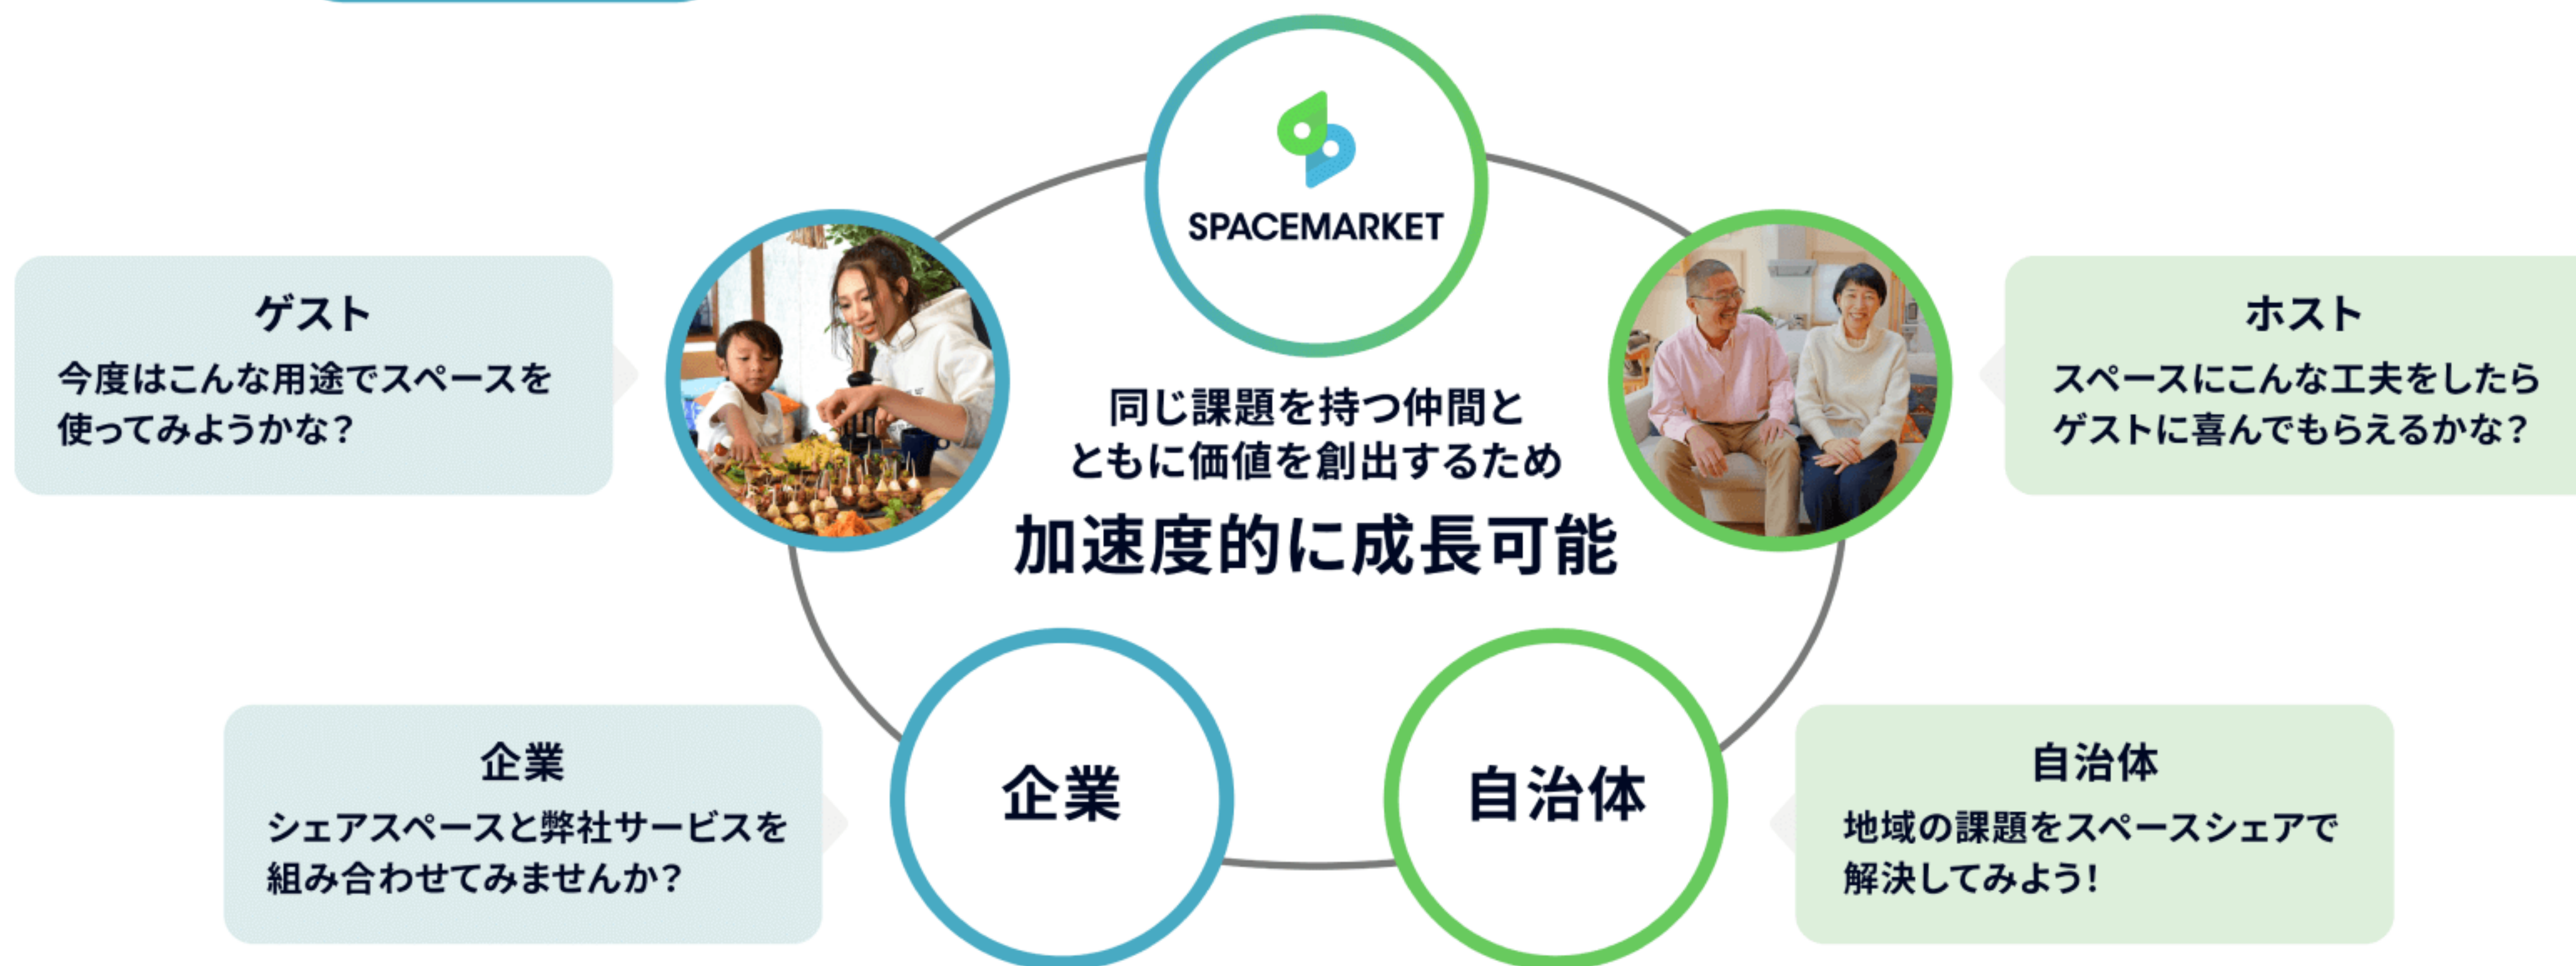 SPACEMARKET
ゲスト
今度はこんな用途でスペースを
使ってみようかな?
ホスト
スペースにこんな工夫をしたら
ゲストに喜んでもらえるかな?
同じ課題を持つ仲間と
ともに価値を創出するため
加速度的に成長可能
企業
シェアスペースと弊社サービスを
組み合わせてみませんか?
企業
自治体
自治体
地域の課題をスペースシェアで
解決してみよう!